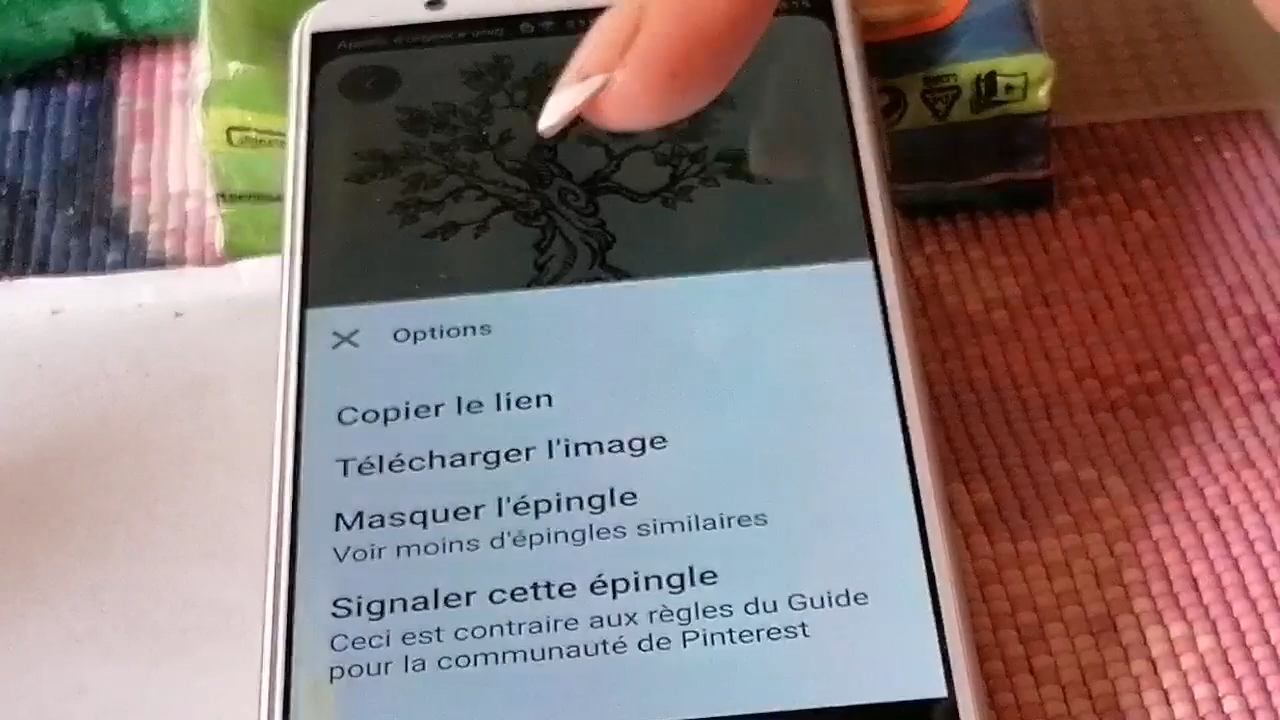 Options
Copier le lien
Télécharger l'image
Masquer l'épingle
Voir moins d'épingles similaires
Signaler cette épingle
Ceci est contraire aux règles du Guide
pour la communauté de Pinterest